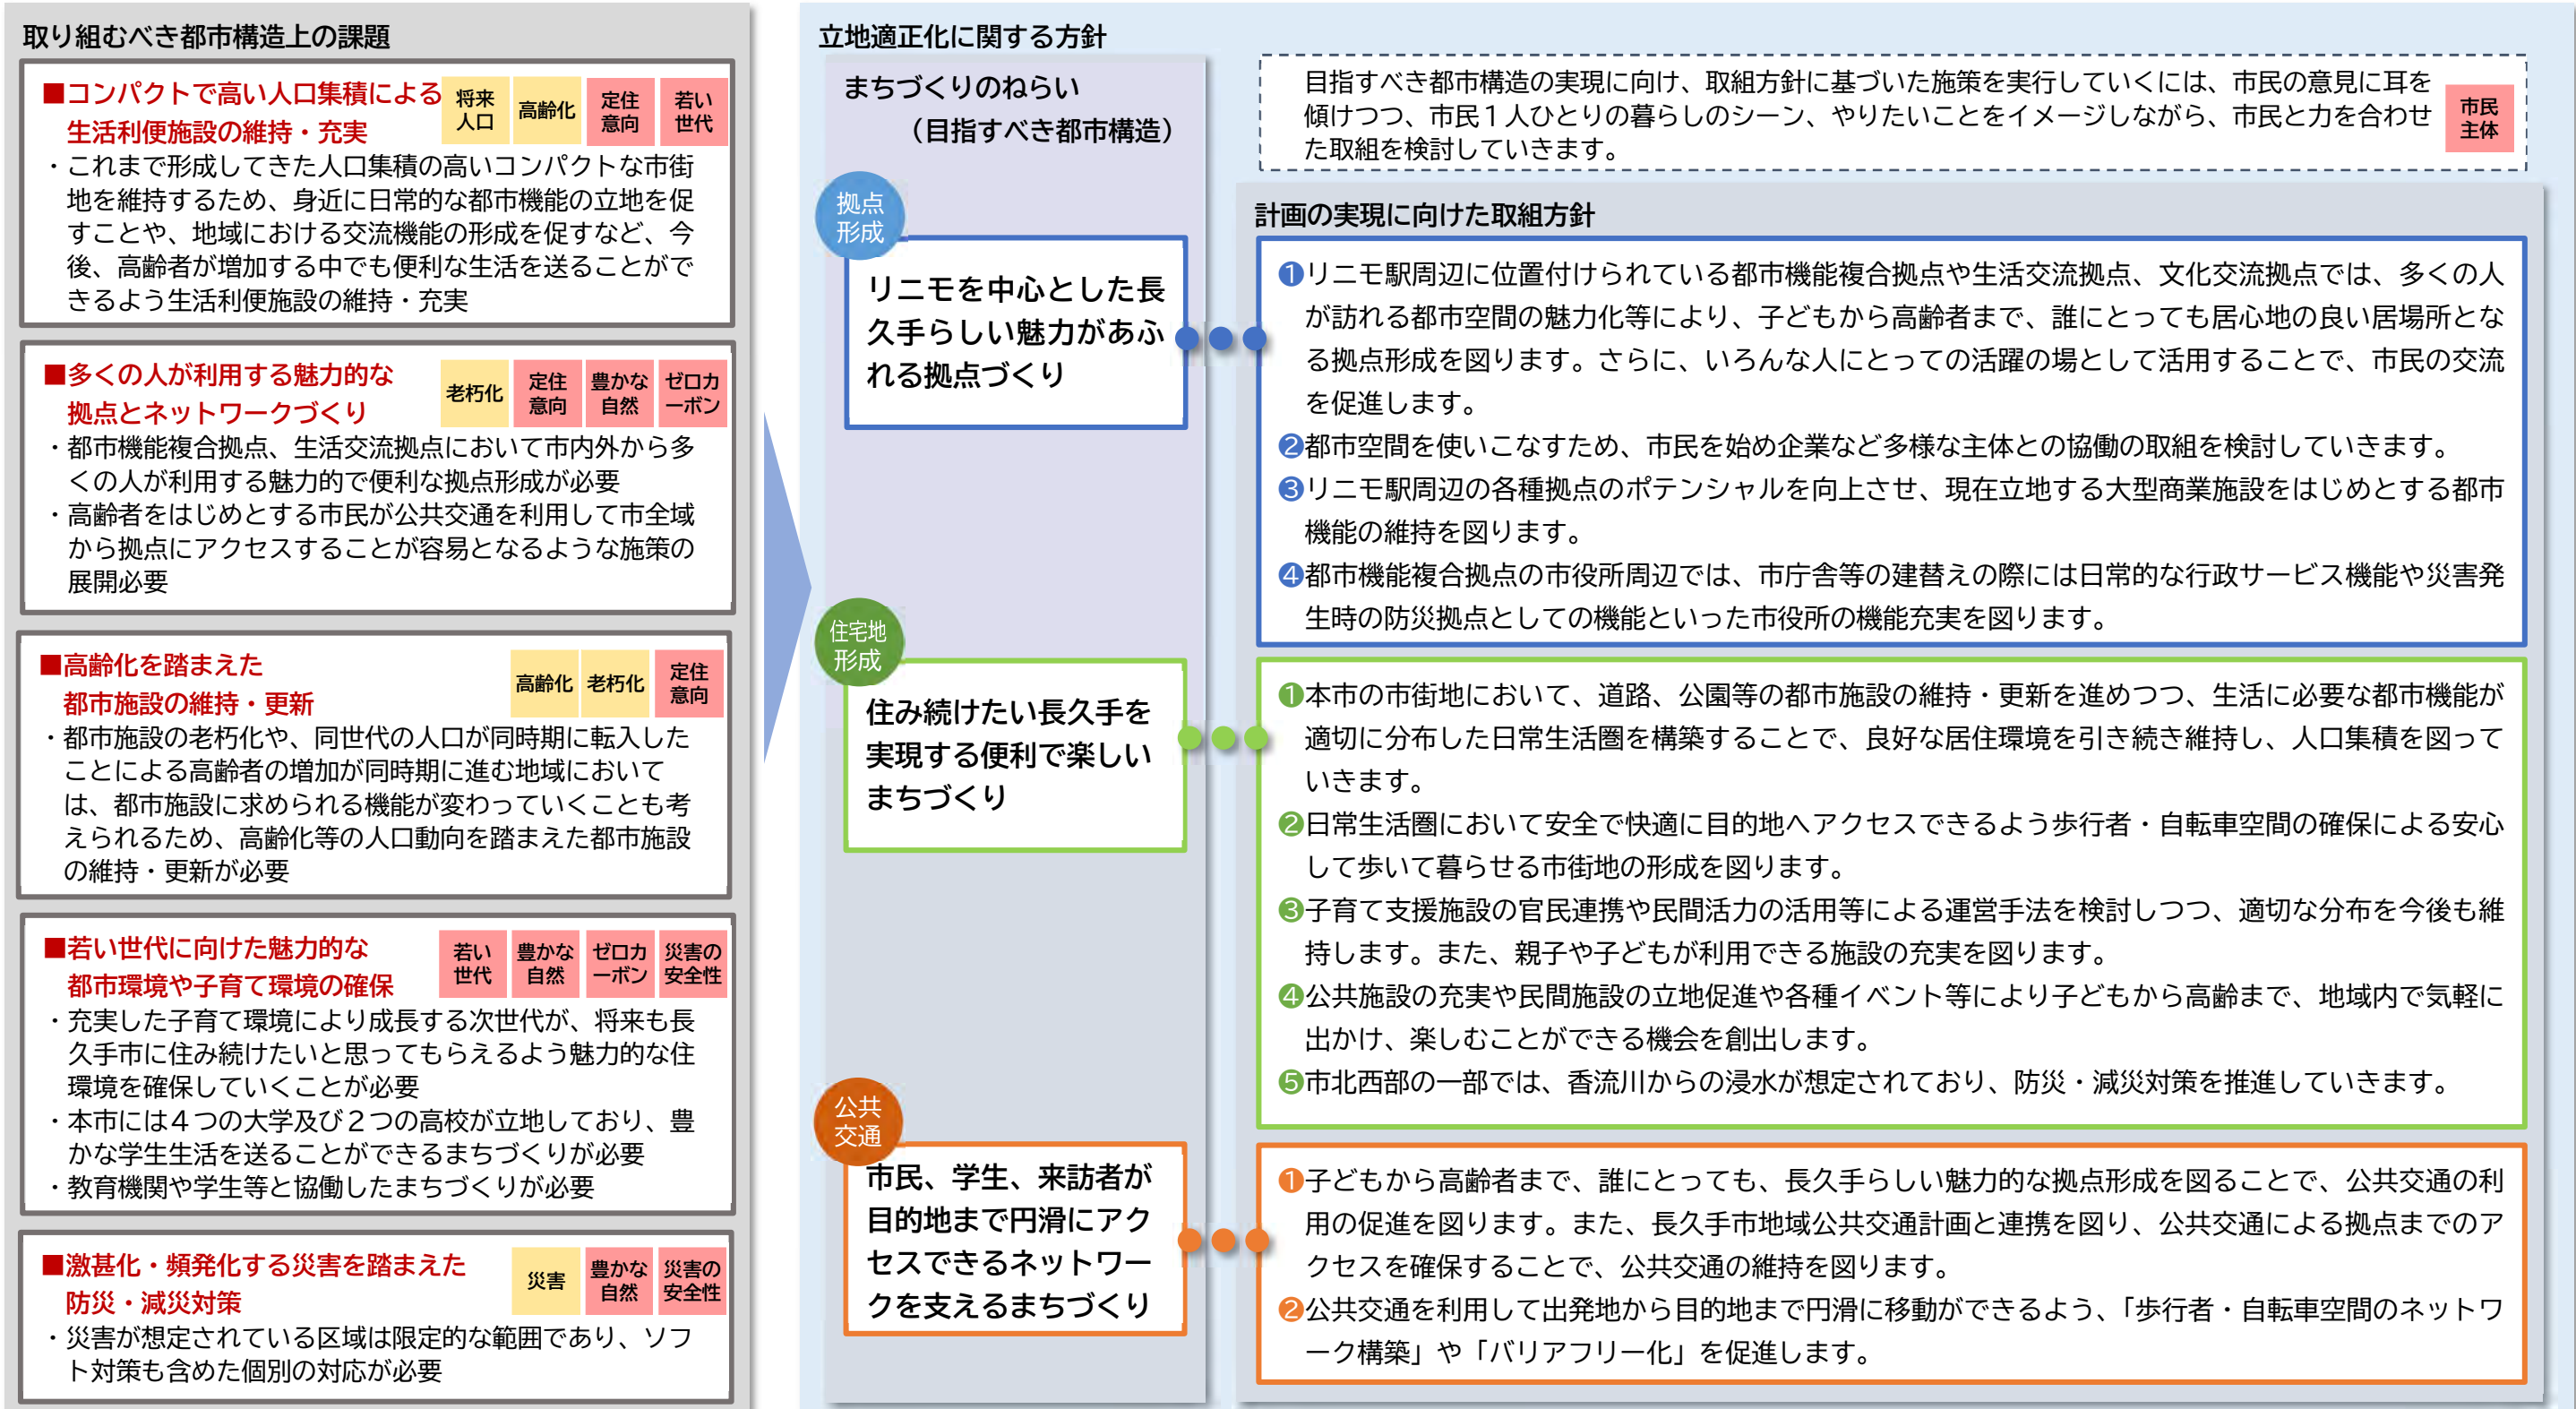 取り組むべき都市構造上の課題
■コンパクトで高い人口集積による
生活利便施設の維持・充実
将来
人口
高齢化
定住
意向
若い
世代
・これまで形成してきた人口集積の高いコンパクトな市街
地を維持するため、身近に日常的な都市機能の立地を促
すことや、地域における交流機能の形成を促すなど、今
後、高齢者が増加する中でも便利な生活を送ることがで
きるよう生活利便施設の維持・充実
■多くの人が利用する魅力的な
拠点とネットワークづくり
老朽化
定住
意向
豊かな
自然
ゼロカ
ーボン
・都市機能複合拠点、生活交流拠点において市内外から多
くの人が利用する魅力的で便利な拠点形成が必要
・高齢者をはじめとする市民が公共交通を利用して市全域
から拠点にアクセスすることが容易となるような施策の
展開必要
■高齢化を踏まえた
都市施設の維持・更新
高齢化
老朽化
定住
意向
・都市施設の老朽化や、同世代の人口が同時期に転入した
ことによる高齢者の増加が同時期に進む地域において
は、都市施設に求められる機能が変わっていくことも考
えられるため、高齢化等の人口動向を踏まえた都市施設
の維持・更新が必要
■若い世代に向けた魅力的な
都市環境や子育て環境の確保
若い
世代
豊かな
自然
ゼロカ
ーボン
災害の
安全性
・充実した子育て環境により成長する次世代が、将来も長
久手市に住み続けたいと思ってもらえるよう魅力的な住
環境を確保していくことが必要
・本市には４つの大学及び２つの高校が立地しており、豊
かな学生生活を送ることができるまちづくりが必要
・教育機関や学生等と協働したまちづくりが必要
■激甚化・頻発化する災害を踏まえた
防災・減災対策
災害
豊かな
自然
災害の
安全性
・災害が想定されている区域は限定的な範囲であり、ソフ
ト対策も含めた個別の対応が必要
立地適正化に関する方針
まちづくりのねらい
（目指すべき都市構造）
目指すべき都市構造の実現に向け、取組方針に基づいた施策を実行していくには、市民の意見に耳を
傾けつつ、市民１人ひとりの暮らしのシーン、やりたいことをイメージしながら、市民と力を合わせ
た取組を検討していきます。
市民
主体
計画の実現に向けた取組方針
拠点
形成
リニモを中心とした長
久手らしい魅力があふ
れる拠点づくり
❶リニモ駅周辺に位置付けられている都市機能複合拠点や生活交流拠点、文化交流拠点では、多くの人
が訪れる都市空間の魅力化等により、子どもから高齢者まで、誰にとっても居心地の良い居場所とな
る拠点形成を図ります。さらに、いろんな人にとっての活躍の場として活用することで、市民の交流
を促進します。
❷都市空間を使いこなすため、市民を始め企業など多様な主体との協働の取組を検討していきます。
❸リニモ駅周辺の各種拠点のポテンシャルを向上させ、現在立地する大型商業施設をはじめとする都市
機能の維持を図ります。
❹都市機能複合拠点の市役所周辺では、市庁舎等の建替えの際には日常的な行政サービス機能や災害発
生時の防災拠点としての機能といった市役所の機能充実を図ります。
住宅地
形成
住み続けたい長久手を
実現する便利で楽しい
まちづくり
❶本市の市街地において、道路、公園等の都市施設の維持・更新を進めつつ、生活に必要な都市機能が
適切に分布した日常生活圏を構築することで、良好な居住環境を引き続き維持し、人口集積を図って
いきます。
❷日常生活圏において安全で快適に目的地へアクセスできるよう歩行者・自転車空間の確保による安心
して歩いて暮らせる市街地の形成を図ります。
❸子育て支援施設の官民連携や民間活力の活用等による運営手法を検討しつつ、適切な分布を今後も維
持します。また、親子や子どもが利用できる施設の充実を図ります。
❹公共施設の充実や民間施設の立地促進や各種イベント等により子どもから高齢まで、地域内で気軽に
出かけ、楽しむことができる機会を創出します。
❺市北西部の一部では、香流川からの浸水が想定されており、防災・減災対策を推進していきます。
公共
交通
市民、学生、来訪者が
目的地まで円滑にアク
セスできるネットワー
クを支えるまちづくり
❶子どもから高齢者まで、誰にとっても、長久手らしい魅力的な拠点形成を図ることで、公共交通の利
用の促進を図ります。また、長久手市地域公共交通計画と連携を図り、公共交通による拠点までのア
クセスを確保することで、公共交通の維持を図ります。
❷公共交通を利用して出発地から目的地まで円滑に移動ができるよう、「歩行者・自転車空間のネットワ
ーク構築」や「バリアフリー化」を促進します。